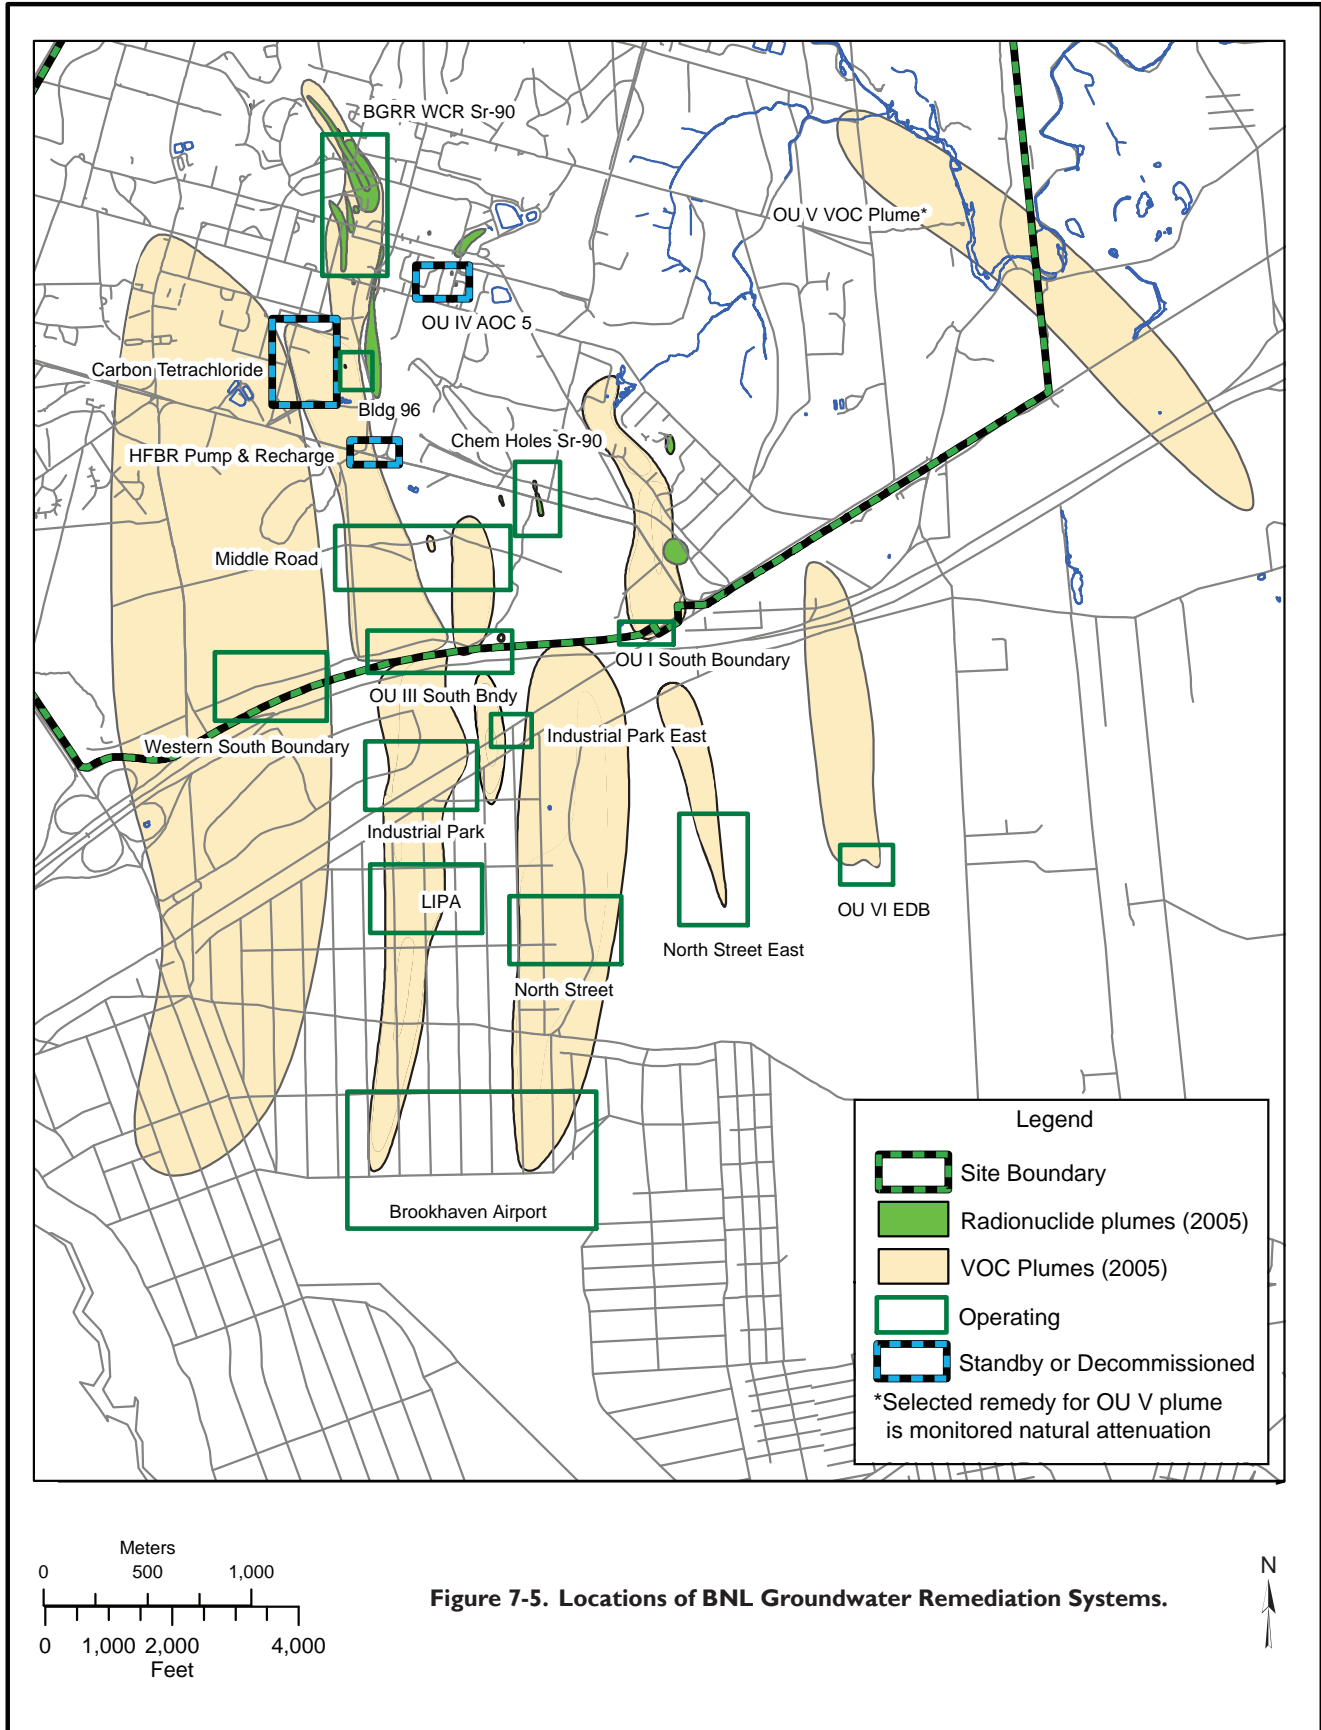 BGRR WCR Sr-90
OU V VOC Plume*
OU IV AOC 5
Carbon Tetrachloride
Bldg 96
Chem Holes Sr-90
HFBR Pump & Recharge
Middle Road
OU I South Boundary
OU III South Bndy
Industrial Park East
Western South Boundary
Industrial Park
LIPA
OU VI EDB
North Street East
North Street
Brookhaven Airport
Legend
Site Boundary
Radionuclide plumes (2005)
VOC Plumes (2005)
Operating
Standby or Decommissioned
*Selected remedy for OU V plume
is monitored natural attenuation
Meters
0 500 1,000
0 1,000 2,000 4,000
Feet
Figure 7-5. Locations of BNL Groundwater Remediation Systems.
N